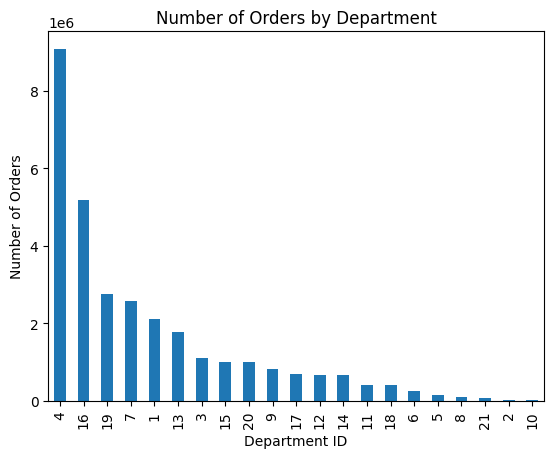 Number of Orders by Department
1e6
8
6
4
2
0
Number of Orders
4 16 19 7 1 13 3 15 20 9 17 12 14 11 18 6 5 8 21 2 10
Department ID